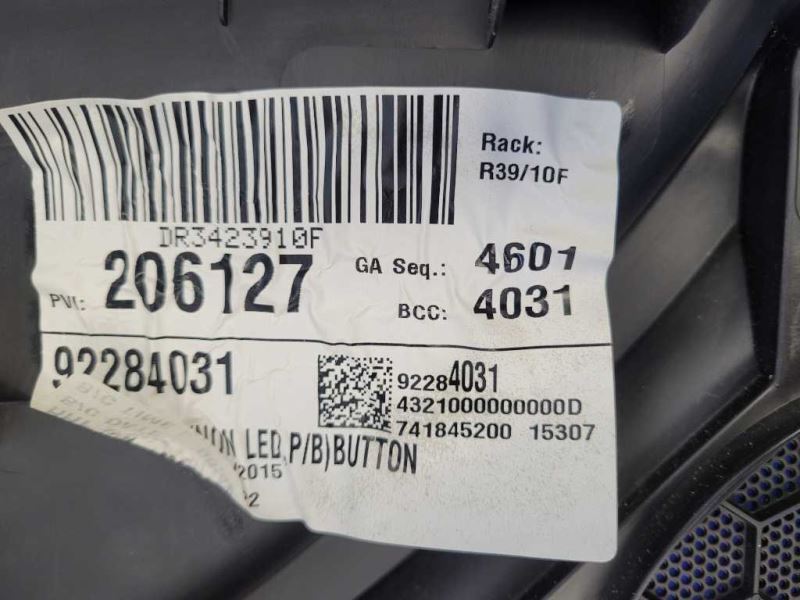 Rack:
R39/10F
DR3423910F
PVI: 206127 GA Seq.: 4601
BCC: 4031
92284031
92284031
4321000000000D
741845200 15307
LED, P/B) BUTTON
/2015